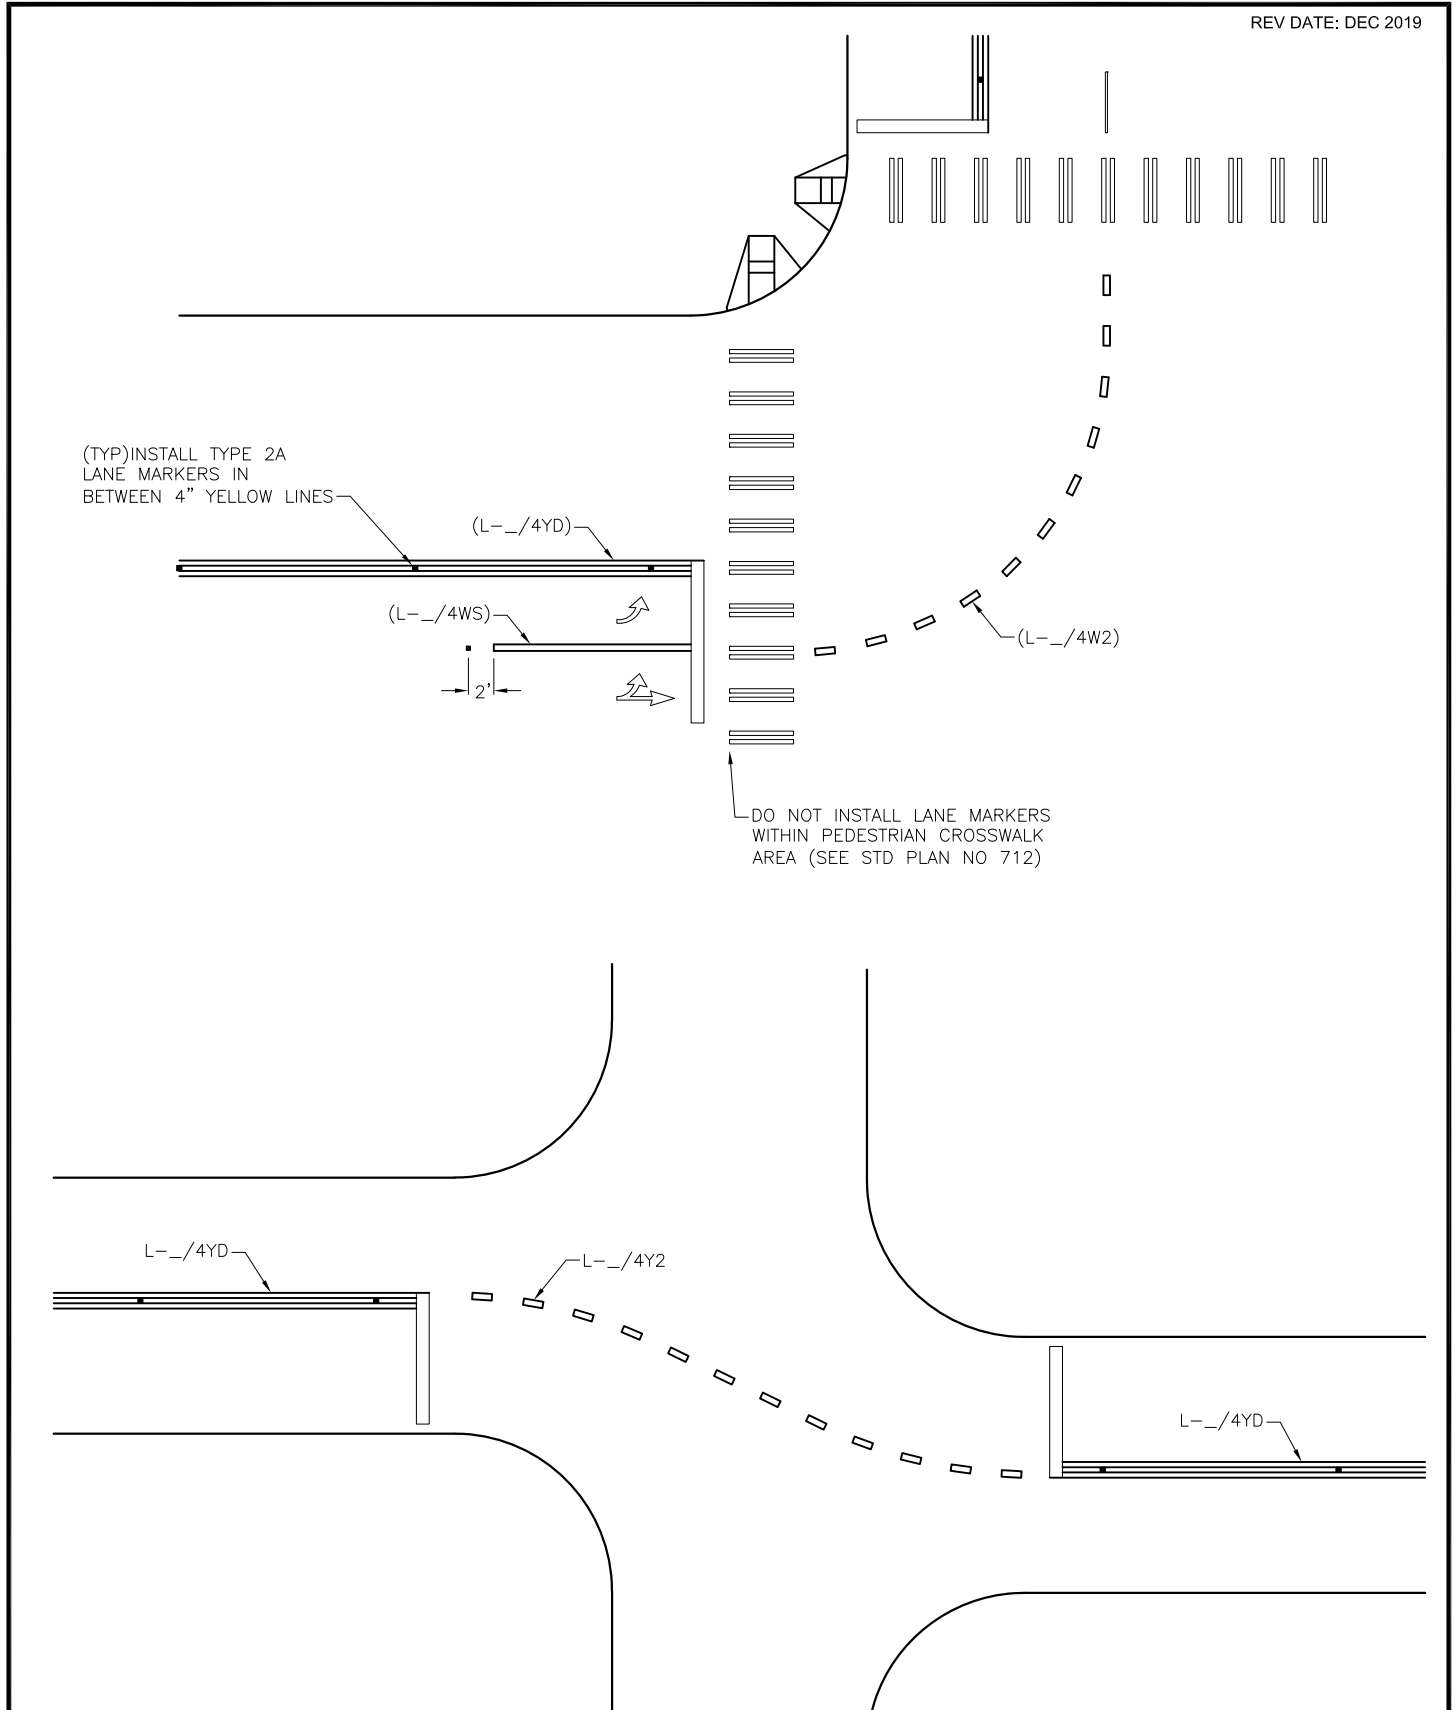 REV DATE: DEC 2019
(TYP)INSTALL TYPE 2A
LANE MARKERS IN
BETWEEN 4" YELLOW LINES
(L-_/4YD)
(L-_/4WS)
2'
(L-_/4W2)
DO NOT INSTALL LANE MARKERS
WITHIN PEDESTRIAN CROSSWALK
AREA (SEE STD PLAN NO 712)
L-_/4YD
L-_/4Y2
L-_/4YD